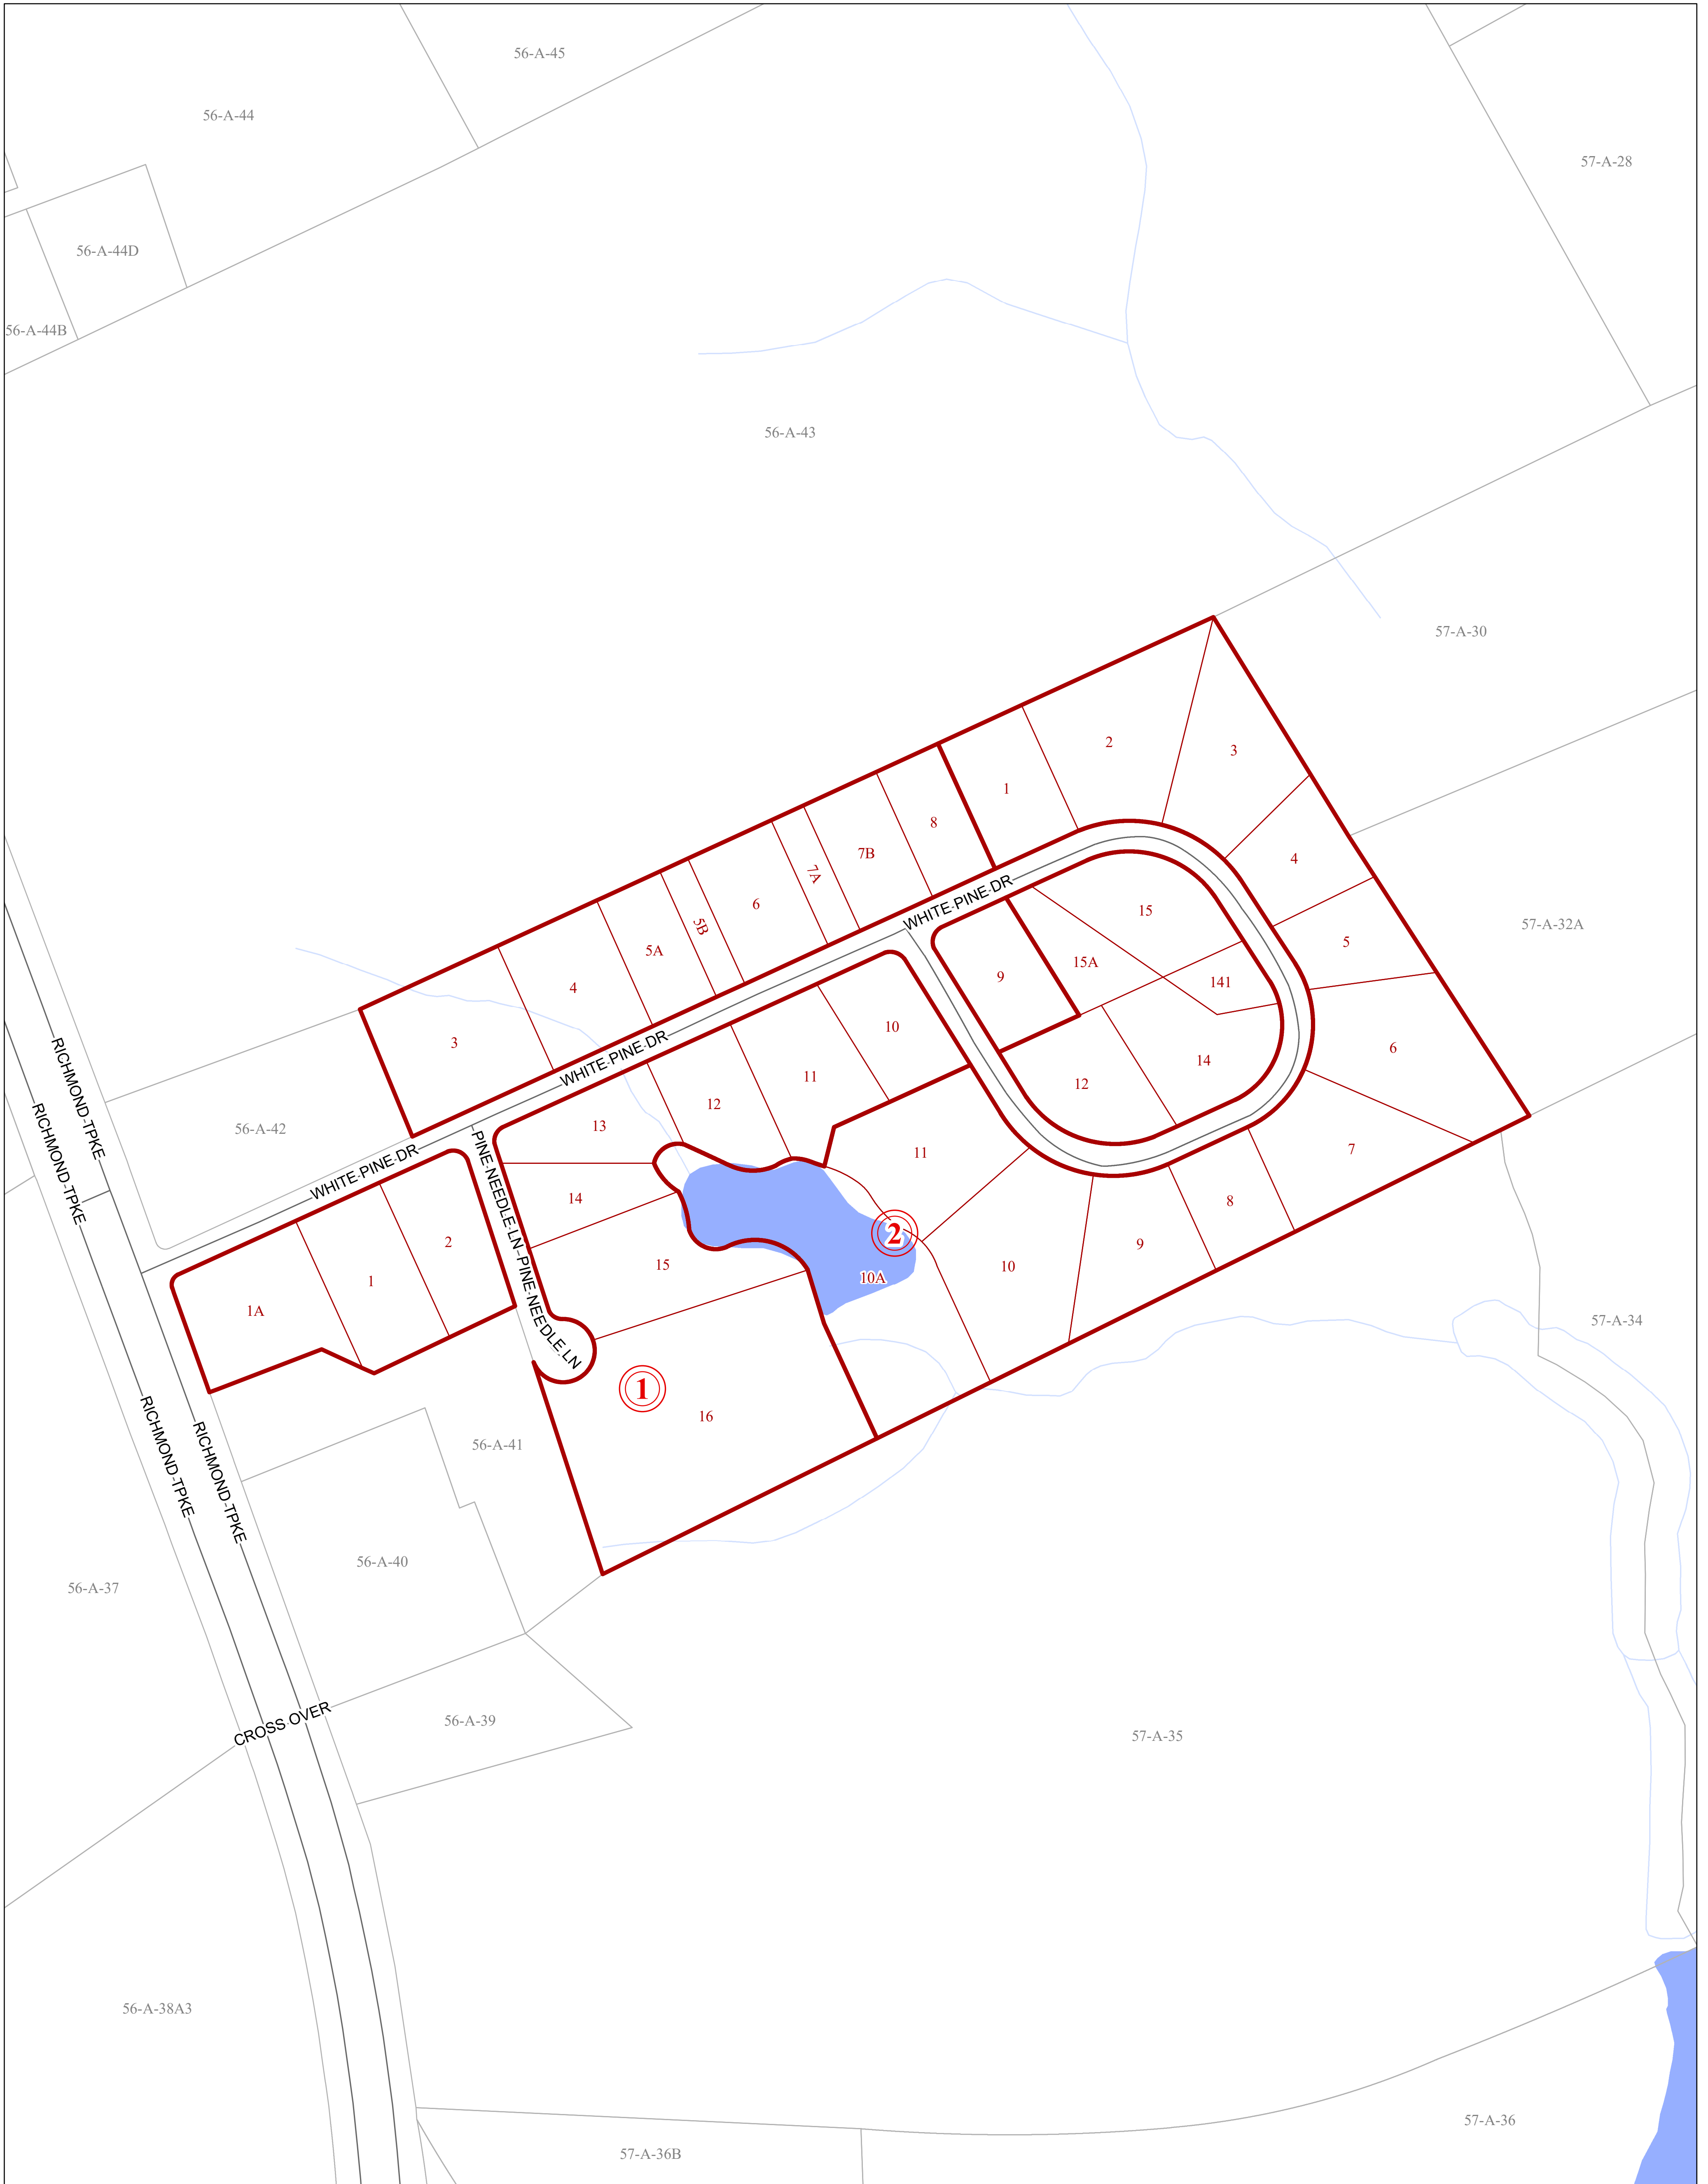 56-A-45
56-A-44
57-A-28
56-A-44D
56-A-44B
56-A-43
57-A-30
2
3
1
8
7B
4
7A
WHITE PINE DR
6
15
5B
57-A-32A
5
5A
15A
9
141
4
10
3
6
RICHMOND TPKE
WHITE PINE DR
14
11
12
12
13
56-A-42
RICHMOND TPKE
7
11
WHITE PINE DR
14
PINE NEEDLE LN
8
2
2
9
15
10
10A
1
1A
57-A-34
PINE NEEDLE LN
1
16
56-A-41
RICHMOND TPKE
RICHMOND TPKE
56-A-40
56-A-37
CROSS OVER
56-A-39
57-A-35
56-A-38A3
57-A-36
57-A-36B